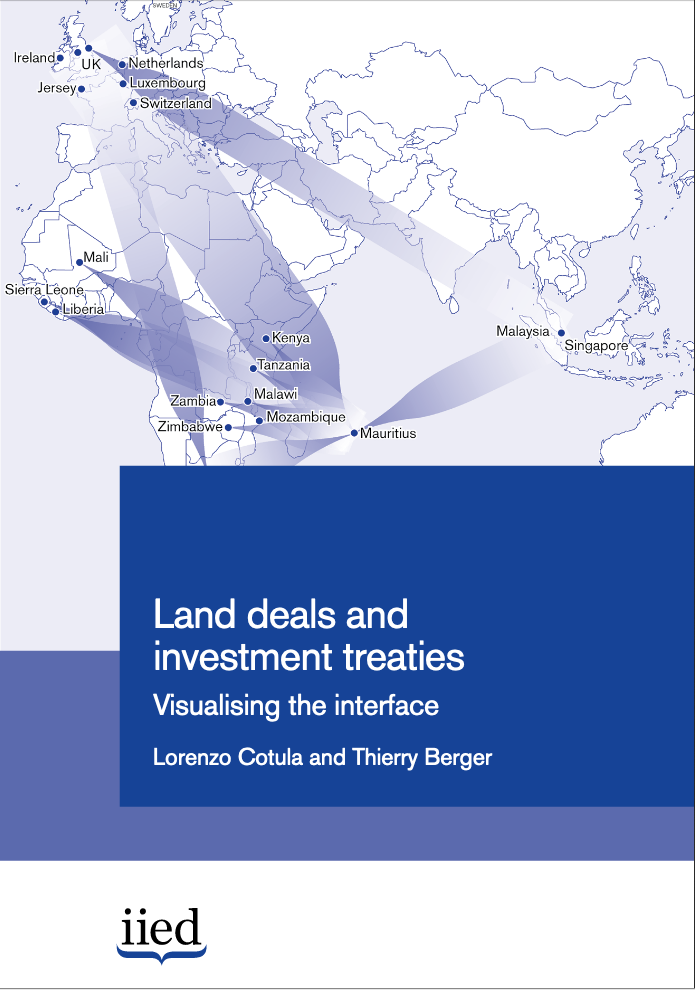 SWEDEN
Ireland
UK
Netherlands
Luxembourg
Jersey
Switzerland
Mali
Sierra Leone
Liberia
Kenya
Malaysia
Singapore
Tanzania
Malawi
Zambia
Mozambique
Zimbabwe
Mauritius
Land deals and
investment treaties
Visualising the interface
Lorenzo Cotula and Thierry Berger
iied